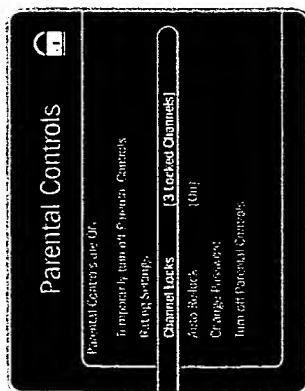 Parental Controls
Parental Controls are On.
Temporarily turn off Parental Controls
Rating Settings
Channel Locks [3 Locked Channels]
Auto Relock [On]
Change Password
Turn off Parental Controls